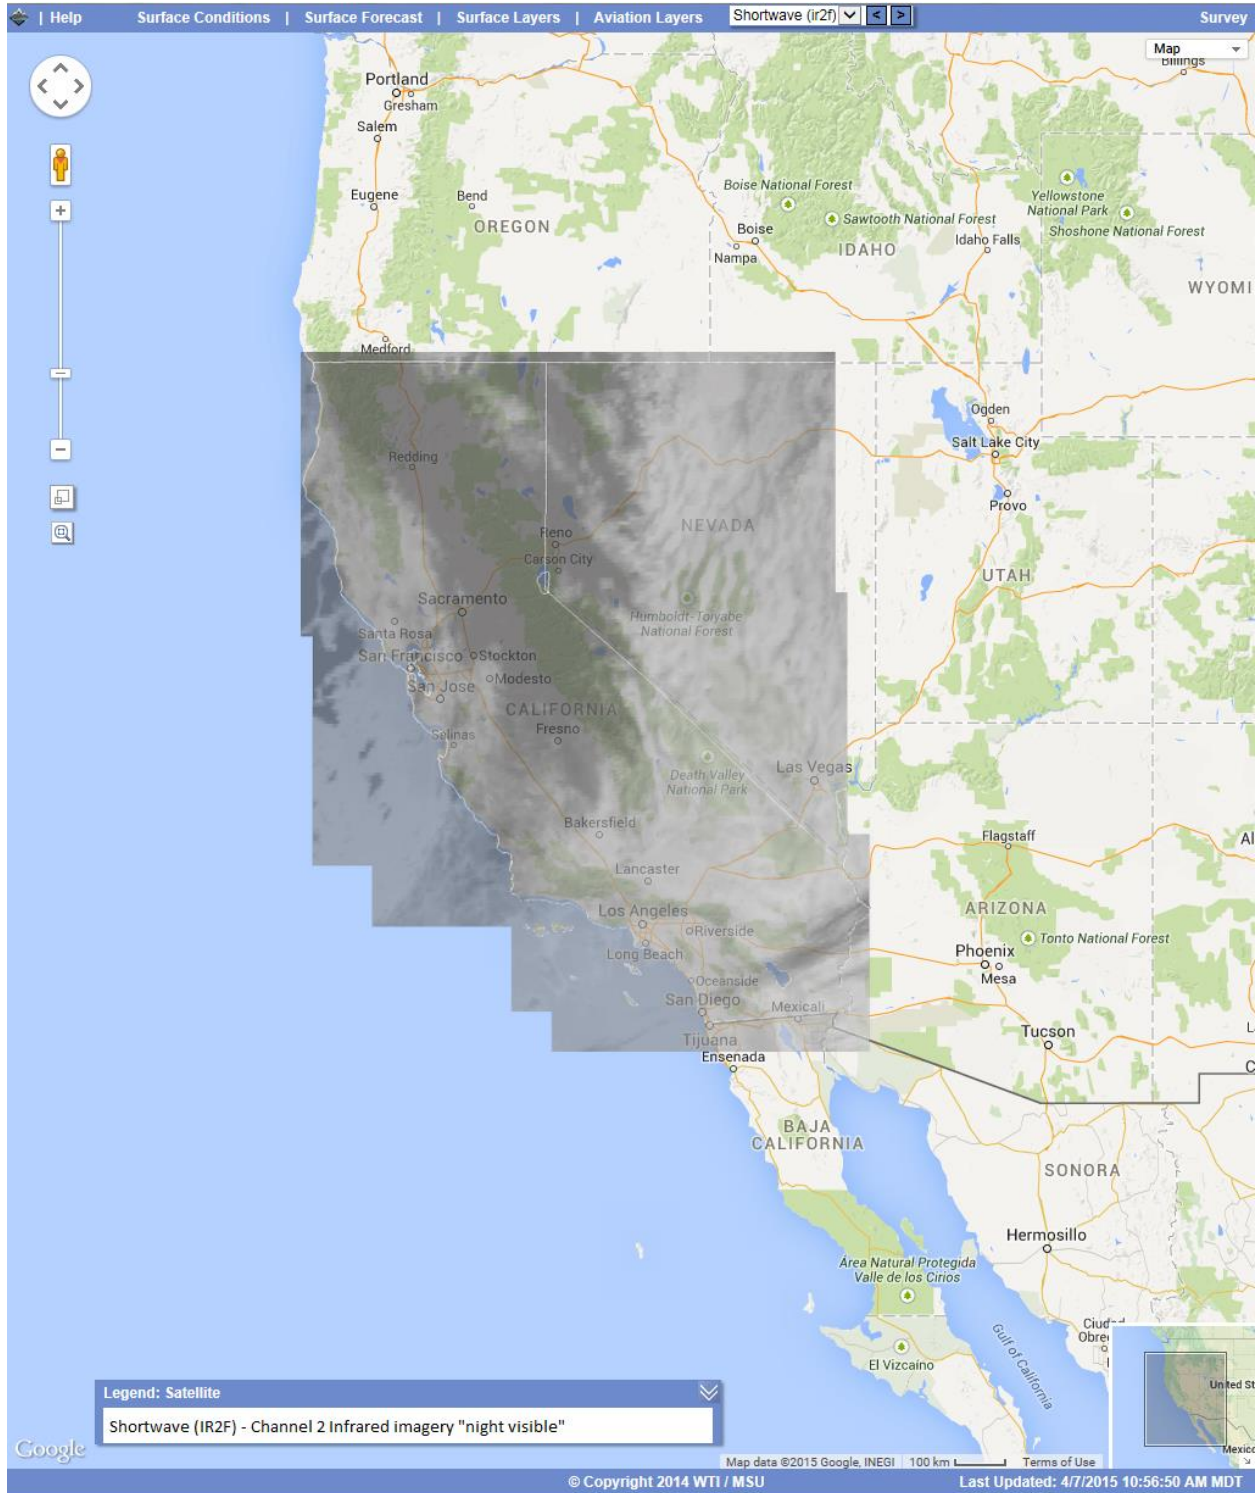 | Help Surface Conditions | Surface Forecast | Surface Layers | Aviation Layers Shortwave (ir2f) < > Survey
Map
Billings
Portland
Gresham
Salem
Eugene
Bend
OREGON
Boise National Forest
Sawtooth National Forest
Yellowstone
National Park
Shoshone National Forest
Boise
Nampa
IDAHO
Idaho Falls
WYOMI
Medford
Ogden
Salt Lake City
Provo
Redding
NEVADA
Reno
Carson City
UTAH
Sacramento
Humboldt-Toiyabe
National Forest
Santa Rosa
San Francisco
Stockton
Modesto
San Jose
CALIFORNIA
Fresno
Salinas
Death Valley
National Park
Las Vegas
Bakersfield
Flagstaff
Al
Lancaster
Los Angeles
Riverside
Long Beach
ARIZONA
Tonto National Forest
Phoenix
Mesa
Oceanside
San Diego
Mexicali
Tijuana
Ensenada
Tucson
L
C
BAJA
CALIFORNIA
SONORA
Hermosillo
Área Natural Protegida
Valle de los Cirios
El Vizcaíno
Gulf of California
Ciudad
Obre
United St
Mexico
Legend: Satellite
Shortwave (IR2F) - Channel 2 Infrared imagery "night visible"
Google
Map data ©2015 Google, INEGI 100 km Terms of Use
© Copyright 2014 WTI / MSU Last Updated: 4/7/2015 10:56:50 AM MDT